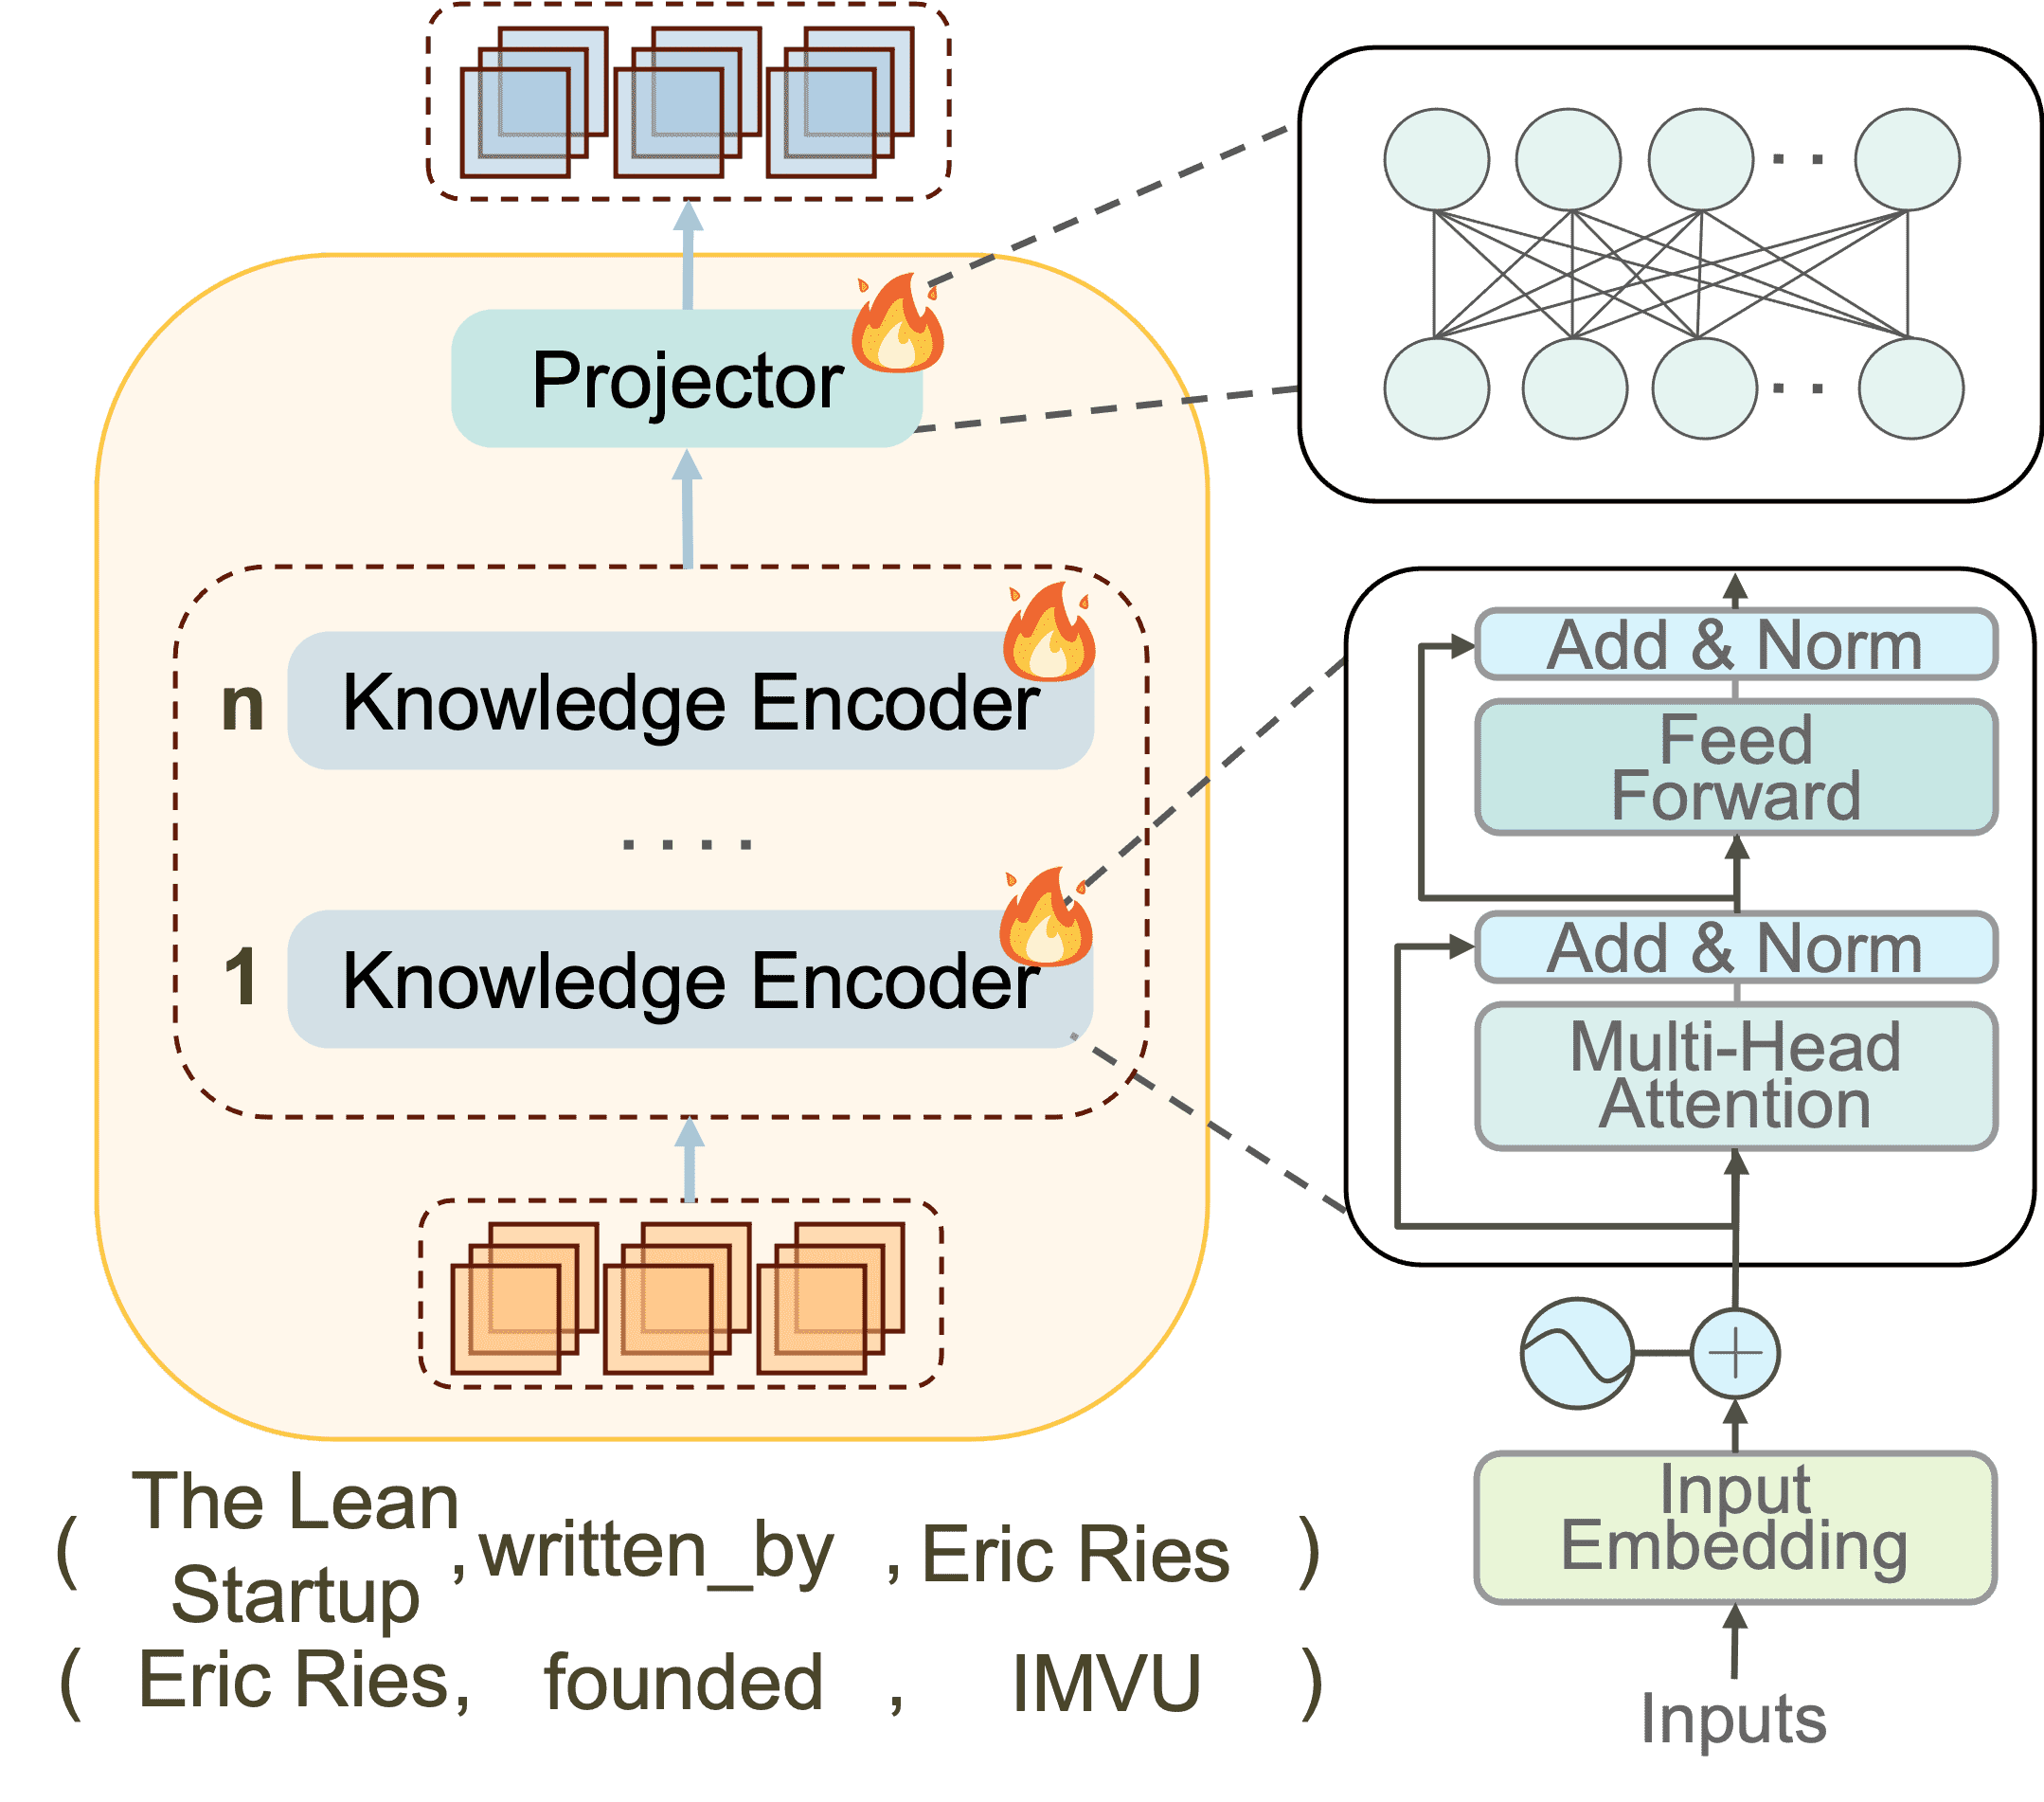 Projector
n Knowledge Encoder
. . . .
1 Knowledge Encoder
( The Lean Startup , written_by , Eric Ries )
( Eric Ries , founded , IMVU )
Add & Norm
Feed
Forward
Add & Norm
Multi-Head
Attention
Input
Embedding
Inputs